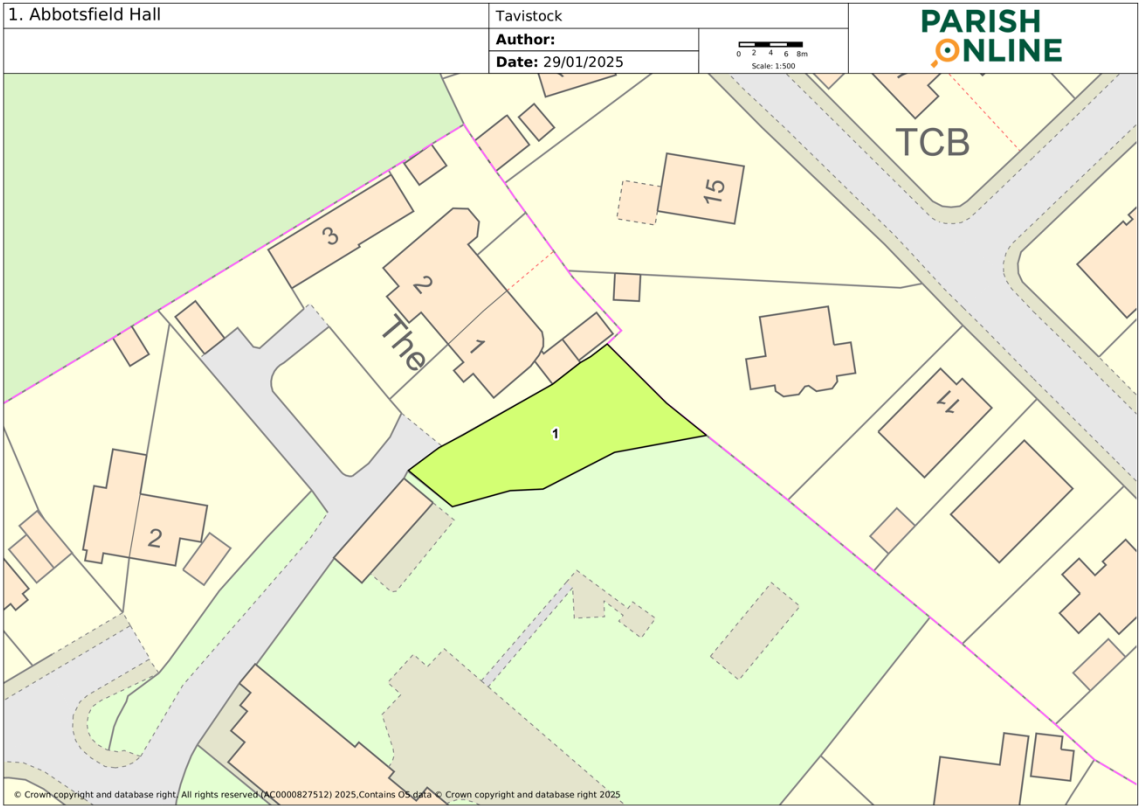 1. Abbotsfield Hall
Tavistock
Author:
Date: 29/01/2025
0 2 4 6 8m
Scale: 1:500
PARISH
ONLINE
TCB
15
3
2
The
1
1
11
2
© Crown copyright and database right. All rights reserved (AC0000827512) 2025,Contains OS data © Crown copyright and database right 2025